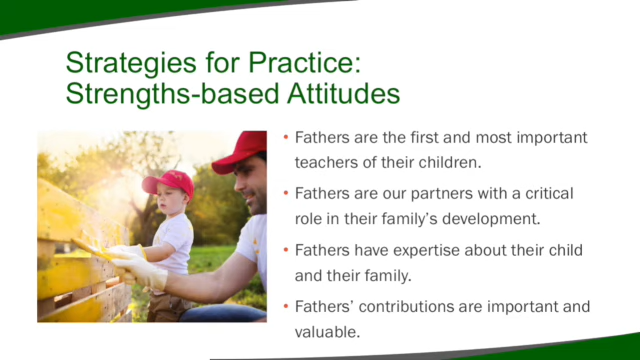 Strategies for Practice:
Strengths-based Attitudes
• Fathers are the first and most important
teachers of their children.
• Fathers are our partners with a critical
role in their family’s development.
• Fathers have expertise about their child
and their family.
• Fathers’ contributions are important and
valuable.